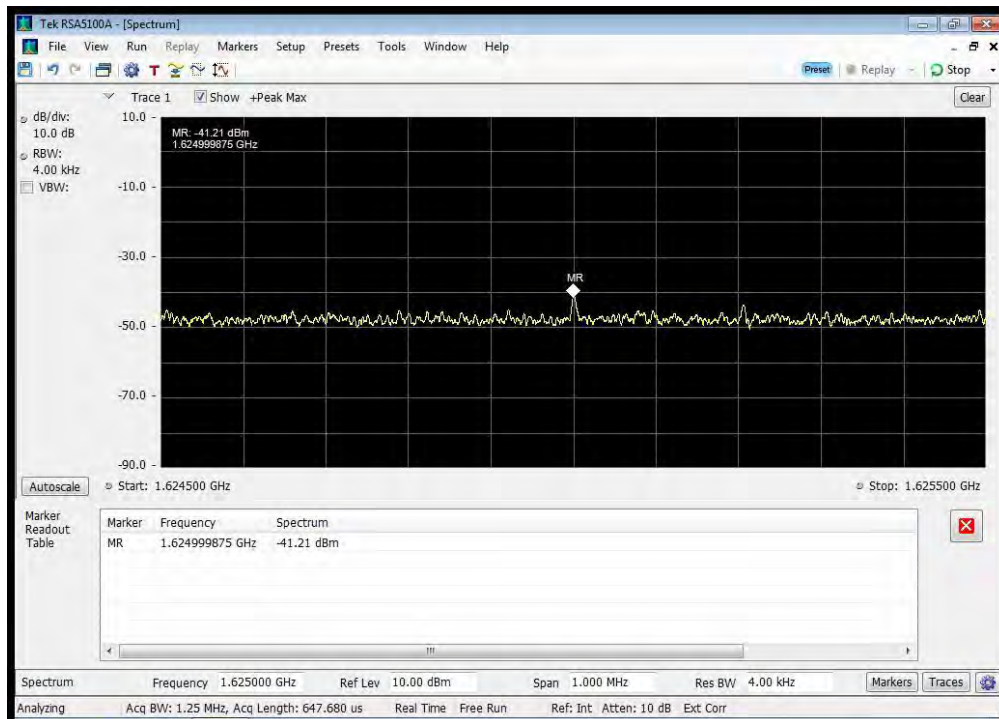 Tek RSA5100A - [Spectrum]
File View Run Replay Markers Setup Presets Tools Window Help
Preset Replay Stop
Trace 1 Show +Peak Max Clear
dB/div:
10.0 dB
RBW:
4.00 kHz
VBW:
10.0
-10.0
-30.0
-50.0
-70.0
-90.0
MR: -41.21 dBm
1.624999875 GHz
MR
Autoscale Start: 1.624500 GHz Stop: 1.625500 GHz
Marker
Readout
Table
Marker Frequency Spectrum
MR 1.624999875 GHz -41.21 dBm
Spectrum Frequency 1.625000 GHz Ref Lev 10.00 dBm Span 1.000 MHz Res BW 4.00 kHz Markers Traces
Analyzing Acq BW: 1.25 MHz, Acq Length: 647.680 us Real Time Free Run Ref: Int Atten: 10 dB Ext Corr